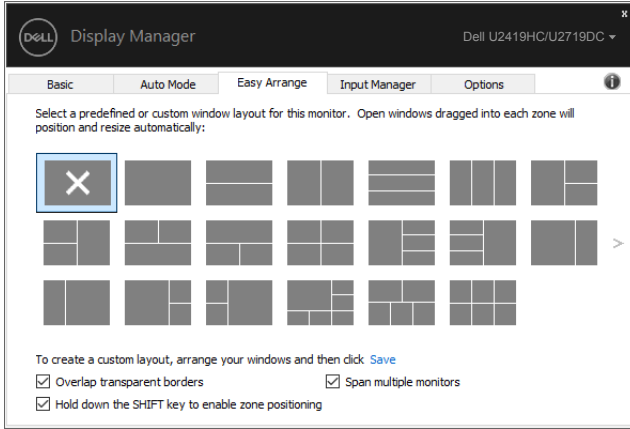 x
DELL Display Manager Dell U2419HC/U2719DC
Basic Auto Mode Easy Arrange Input Manager Options i
Select a predefined or custom window layout for this monitor. Open windows dragged into each zone will
position and resize automatically:
>
To create a custom layout, arrange your windows and then click Save
Overlap transparent borders Span multiple monitors
Hold down the SHIFT key to enable zone positioning